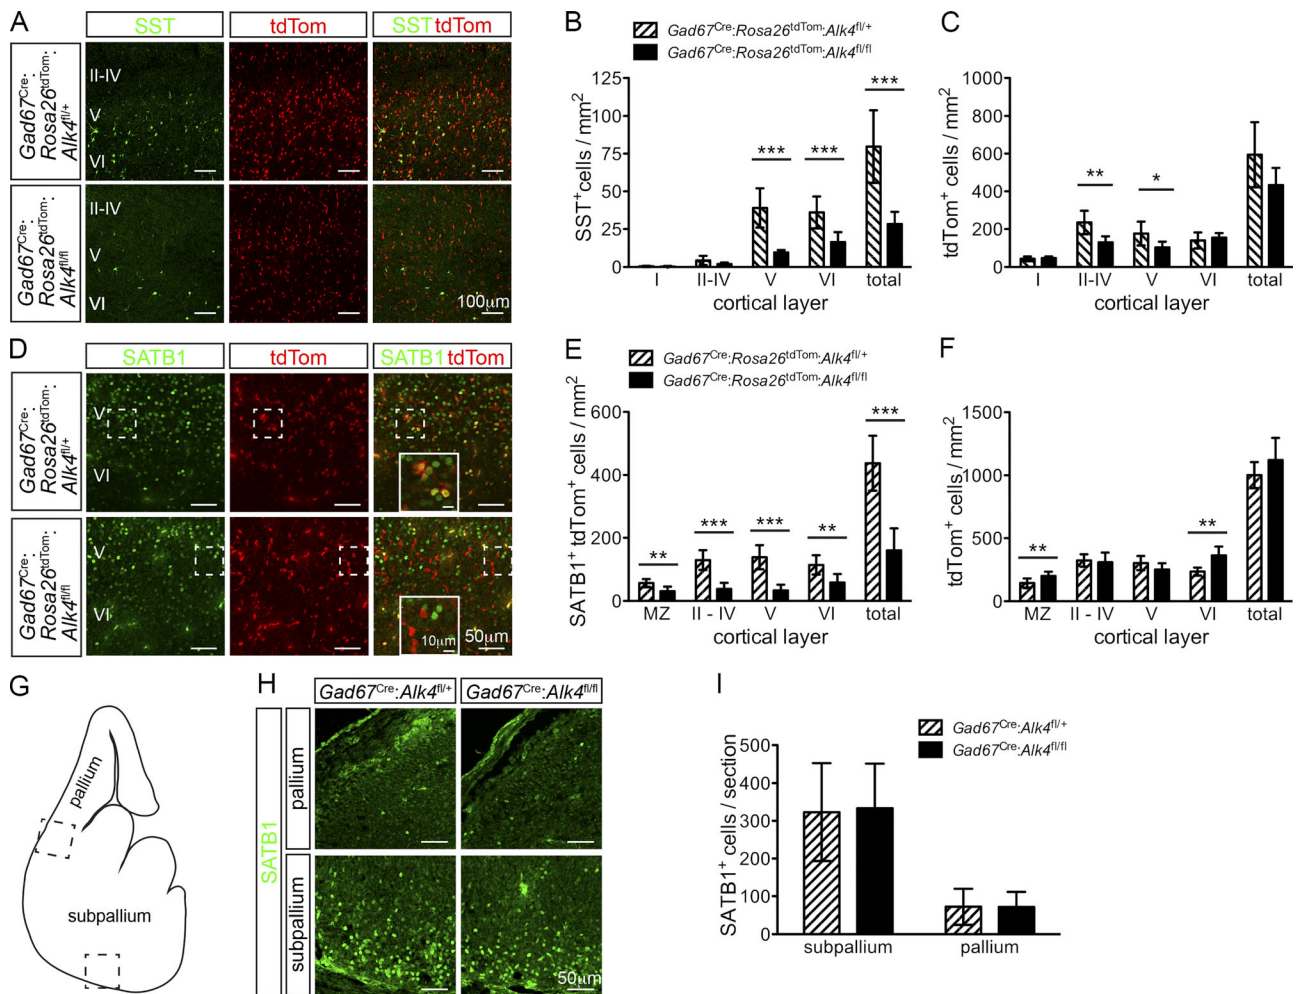 A
SST
tdTom
SST tdTom
Gad67Cre:
Rosa26tdTom:
Alk4fl/+
II-IV
V
VI
Gad67Cre:
Rosa26tdTom:
Alk4fl/fl
II-IV
V
VI
100μm
B
Gad67Cre:Rosa26tdTom:Alk4fl/+
Gad67Cre:Rosa26tdTom:Alk4fl/fl
SST+cells / mm2
125
100
75
50
25
0
***
***
***
I
II-IV
V
VI
total
cortical layer
C
tdTom+ cells / mm2
1000
800
600
400
200
0
**
*
I
II-IV
V
VI
total
cortical layer
D
SATB1
tdTom
SATB1 tdTom
Gad67Cre:
Rosa26tdTom:
Alk4fl/+
V
VI
Gad67Cre:
Rosa26tdTom:
Alk4fl/fl
V
VI
10μm
50μm
E
Gad67Cre:Rosa26tdTom:Alk4fl/+
Gad67Cre:Rosa26tdTom:Alk4fl/fl
SATB1+ tdTom+ cells / mm2
600
400
200
0
**
***
***
**
***
MZ
II - IV
V
VI
total
cortical layer
F
tdTom+ cells / mm2
1500
1000
500
0
**
**
MZ
II - IV
V
VI
total
cortical layer
G
pallium
subpallium
H
Gad67Cre:Alk4fl/+
Gad67Cre:Alk4fl/fl
SATB1
pallium
subpallium
50μm
I
Gad67Cre:Alk4fl/+
Gad67Cre:Alk4fl/fl
SATB1+ cells / section
500
400
300
200
100
0
subpallium
pallium